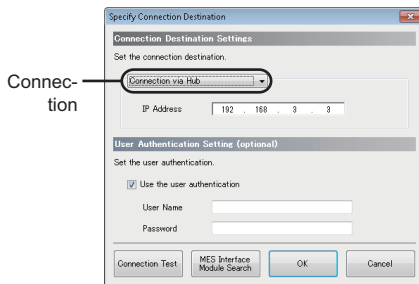 Specify Connection Destination
Connection Destination Settings
Set the connection destination.
Connec-
tion
Connection via Hub
IP Address 192 . 168 . 3 . 3
User Authentication Setting (optional)
Set the user authentication.
Use the user authentication
User Name
Password
Connection Test
MES Interface
Module Search
OK
Cancel